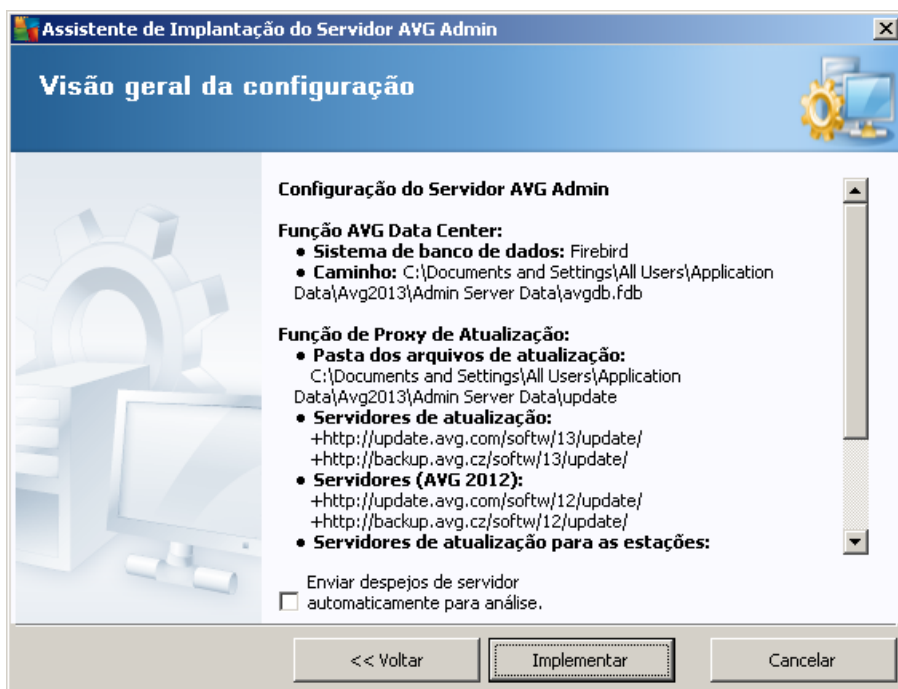 Assistente de Implantação do Servidor AVG Admin
Visão geral da configuração
Configuração do Servidor AVG Admin
Função AVG Data Center:
• Sistema de banco de dados: Firebird
• Caminho: C:\Documents and Settings\All Users\Application
Data\Avg2013\Admin Server Data\avgdb.fdb
Função de Proxy de Atualização:
• Pasta dos arquivos de atualização:
C:\Documents and Settings\All Users\Application
Data\Avg2013\Admin Server Data\update
• Servidores de atualização:
+http://update.avg.com/softw/13/update/
+http://backup.avg.cz/softw/13/update/
• Servidores (AVG 2012):
+http://update.avg.com/softw/12/update/
+http://backup.avg.cz/softw/12/update/
• Servidores de atualização para as estações:
Enviar despejos de servidor
automaticamente para análise.
<< Voltar
Implementar
Cancelar